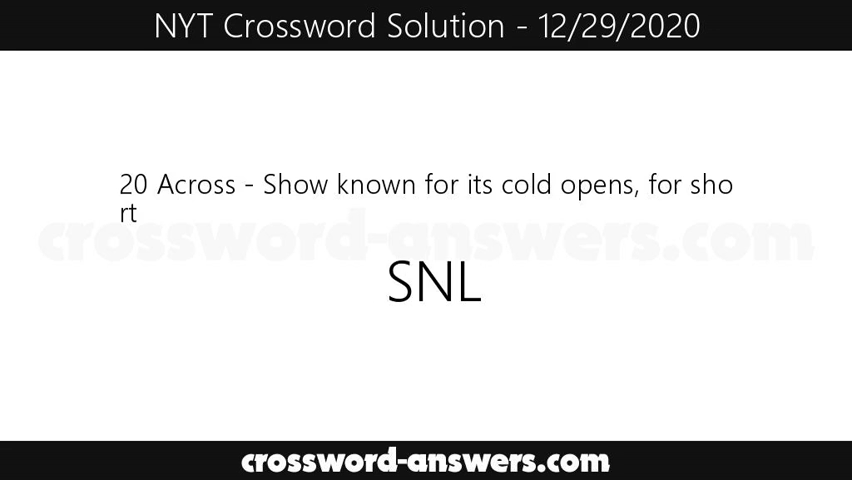 NYT Crossword Solution - 12/29/2020
20 Across - Show known for its cold opens, for sho
rt
crossword-answers.com
SNL
crossword-answers.com